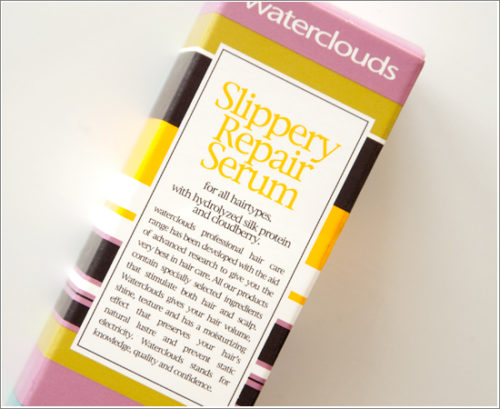 waterclouds
Slippery
Repair
Serum
for all hairtypes.
with hydrolyzed silk protein
and cloudberry.
waterclouds professional hair care
range has been developed with the aid
of advanced research to give you the
very best in hair care. All our products
contain specially selected ingredients
that stimulate both hair and scalp.
Waterclouds gives your hair volume,
shine, texture and has a moisturizing
effect that preserves your hair's
natural lustre and prevent static
electricity. Waterclouds stands for
knowledge, quality and confidence.